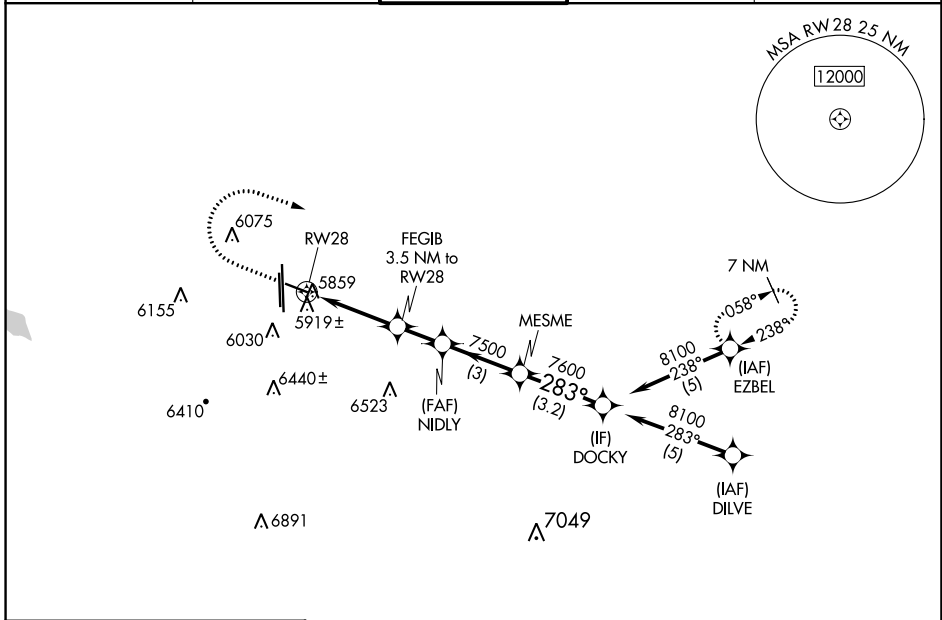 MSA RW28 25 NM
12000
6075
RW28
FEGIB
3.5 NM to
RW28
7 NM
5859
6155
5919±
058°
238°
6030
MESME
7500
(3)
7600
283°
(3.2)
8100
238°
(5)
(IAF)
EZBEL
6440±
6410
6523
(FAF)
NIDLY
8100
283°
(5)
(IF)
DOCKY
(IAF)
DILVE
6891
7049